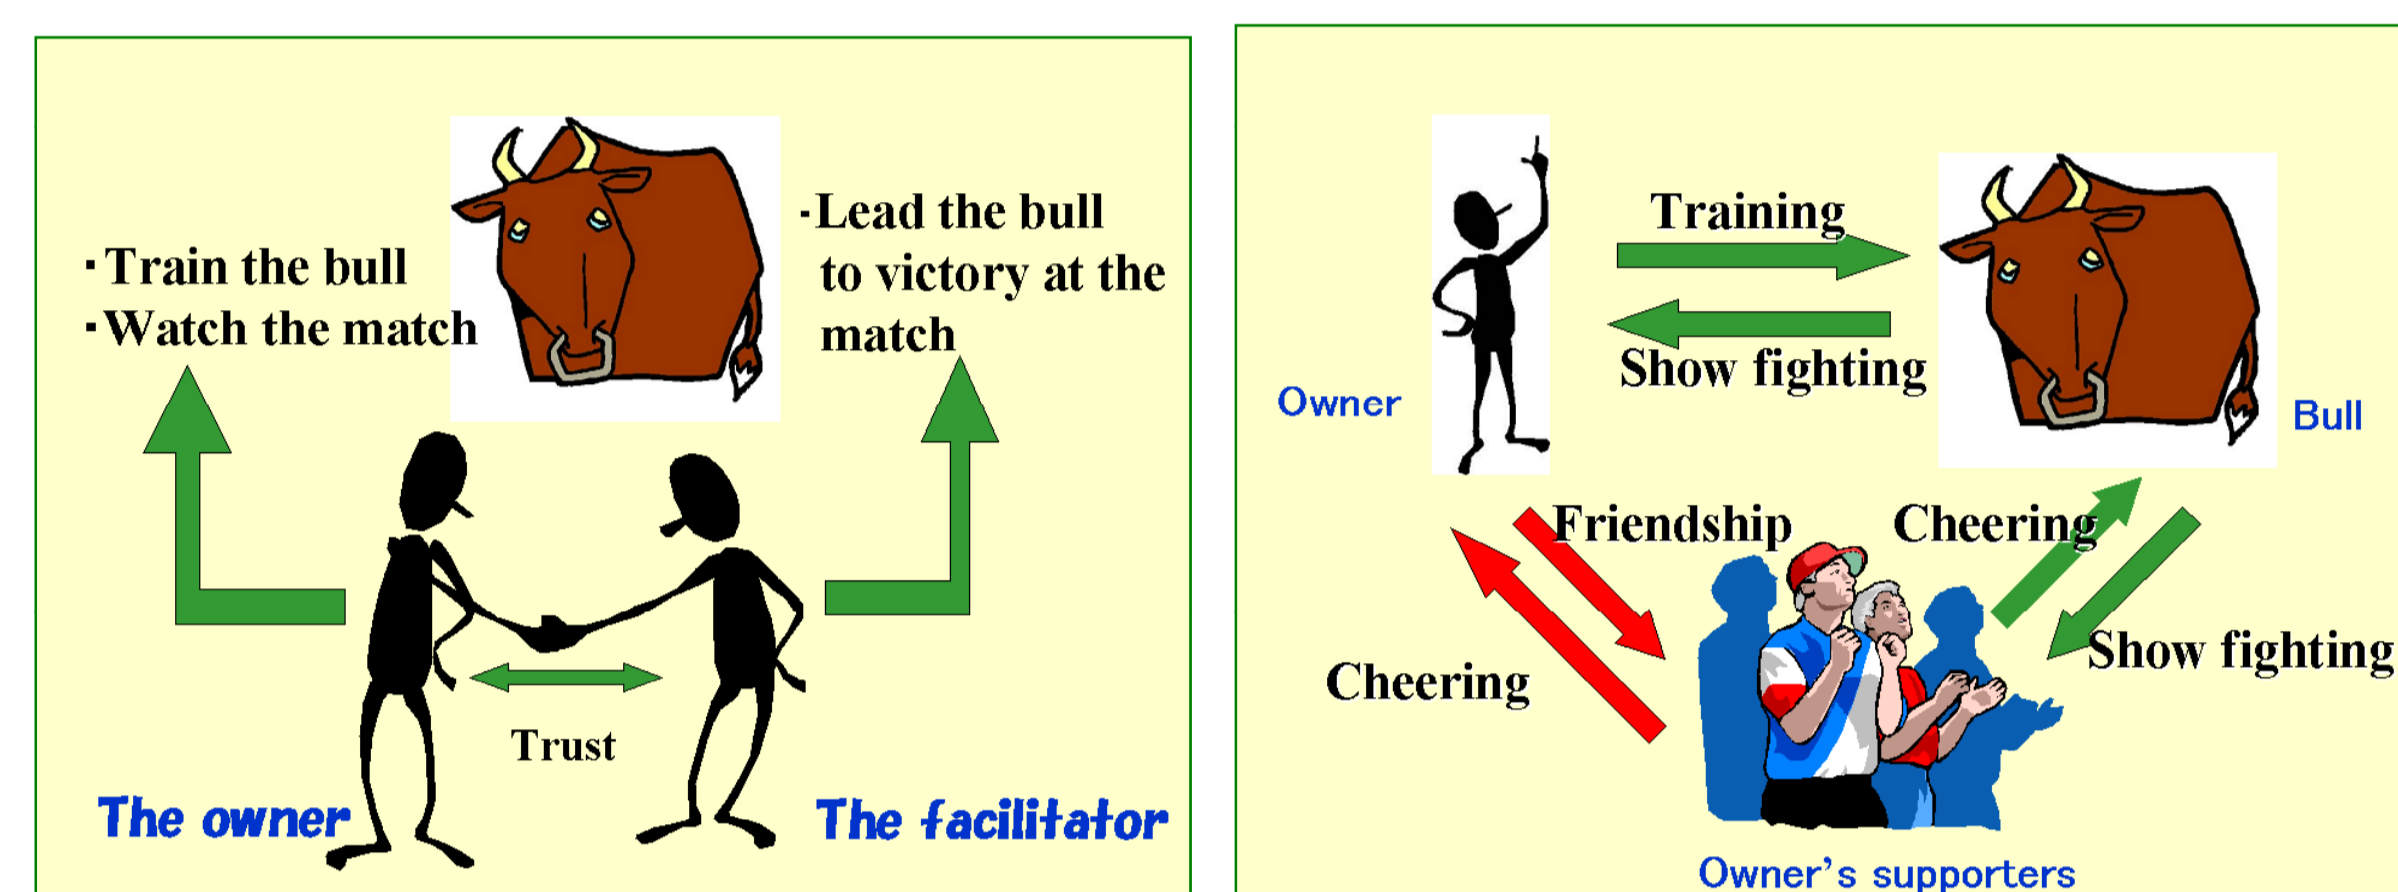 ·Train the bull
·Watch the match
·Lead the bull
to victory at the
match
Trust
The owner
The facilitator
Training
Show fighting
Owner
Bull
Friendship
Cheering
Cheering
Show fighting
Owner's supporters